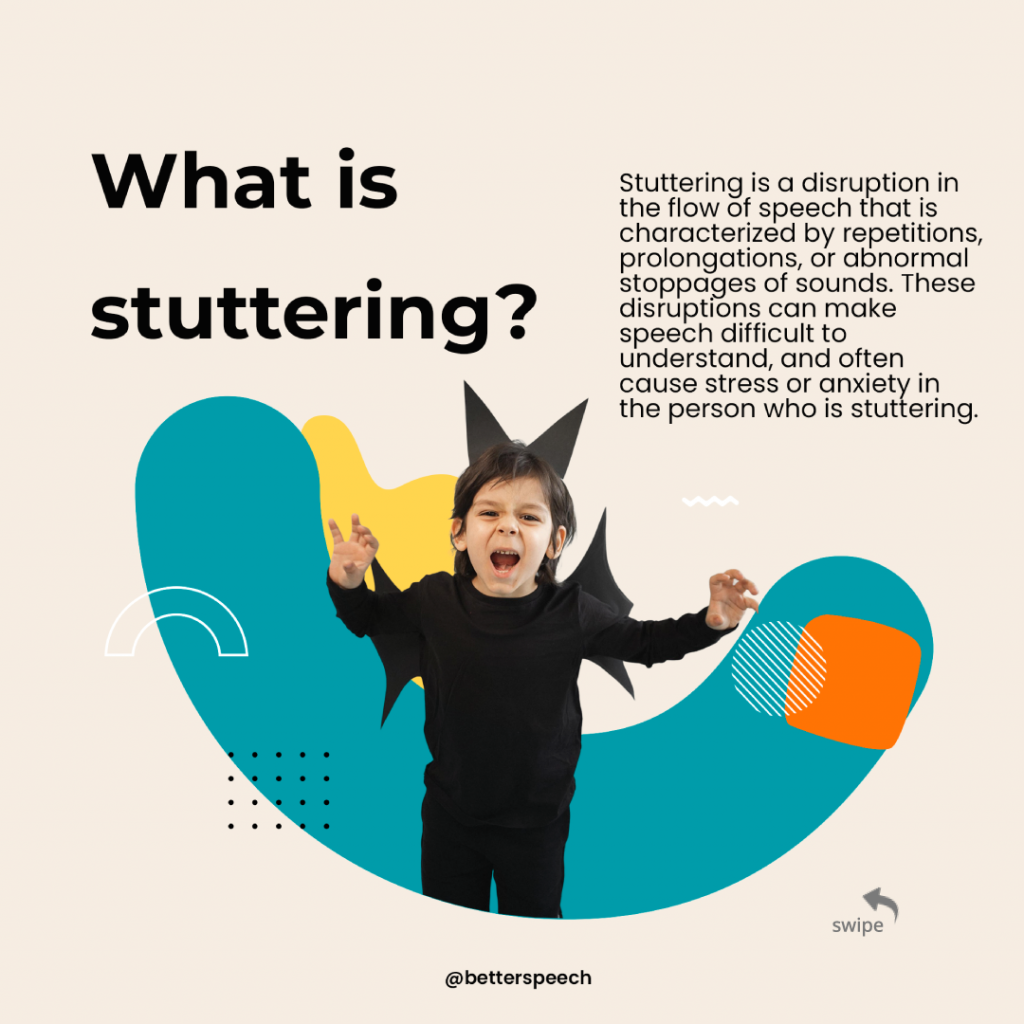 What is
stuttering?
Stuttering is a disruption in
the flow of speech that is
characterized by repetitions,
prolongations, or abnormal
stoppages of sounds. These
disruptions can make
speech difficult to
understand, and often
cause stress or anxiety in
the person who is stuttering.
swipe
@betterspeech